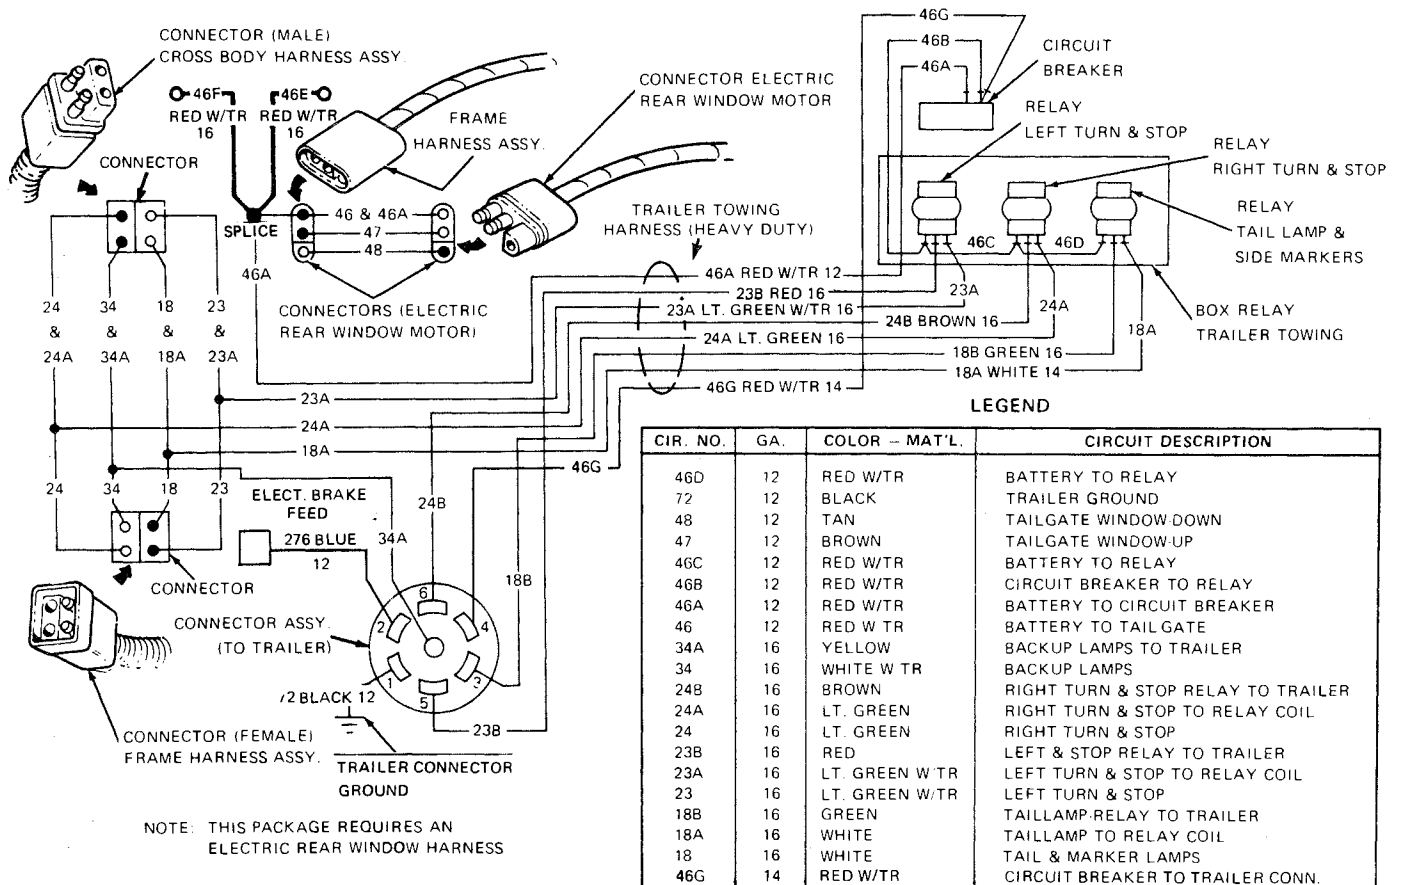 CONNECTOR (MALE)
CROSS BODY HARNESS ASSY.
46F
46E
RED W/TR
16
RED W/TR
16
CONNECTOR
FRAME
HARNESS ASSY.
CONNECTOR ELECTRIC
REAR WINDOW MOTOR
46G
46B
46A
CIRCUIT
BREAKER
RELAY
LEFT TURN & STOP
RELAY
RIGHT TURN & STOP
RELAY
TAIL LAMP &
SIDE MARKERS
46C
46D
BOX RELAY
TRAILER TOWING
SPLICE
46 & 46A
47
48
46A
TRAILER TOWING
HARNESS (HEAVY DUTY)
CONNECTORS (ELECTRIC
REAR WINDOW MOTOR)
46A RED W/TR 12
23B RED 16
23A
23A LT. GREEN W/TR 16
24B BROWN 16
24A
24A LT. GREEN 16
18A
18B GREEN 16
18A WHITE 14
46G RED W/TR 14
24
&
24A
34
&
34A
18
&
18A
23
&
23A
23A
24A
18A
46G
24
34
18
23
ELECT. BRAKE
FEED
276 BLUE
12
34A
24B
18B
CONNECTOR
6
2
4
1
3
5
CONNECTOR ASSY.
(TO TRAILER)
72 BLACK 12
23B
CONNECTOR (FEMALE)
FRAME HARNESS ASSY.
TRAILER CONNECTOR
GROUND
NOTE: THIS PACKAGE REQUIRES AN
ELECTRIC REAR WINDOW HARNESS
LEGEND
CIR. NO. GA. COLOR – MAT'L. CIRCUIT DESCRIPTION
46D 12 RED W/TR BATTERY TO RELAY
72 12 BLACK TRAILER GROUND
48 12 TAN TAILGATE WINDOW-DOWN
47 12 BROWN TAILGATE WINDOW-UP
46C 12 RED W/TR BATTERY TO RELAY
46B 12 RED W/TR CIRCUIT BREAKER TO RELAY
46A 12 RED W/TR BATTERY TO CIRCUIT BREAKER
46 12 RED W TR BATTERY TO TAILGATE
34A 16 YELLOW BACKUP LAMPS TO TRAILER
34 16 WHITE W TR BACKUP LAMPS
24B 16 BROWN RIGHT TURN & STOP RELAY TO TRAILER
24A 16 LT. GREEN RIGHT TURN & STOP TO RELAY COIL
24 16 LT. GREEN RIGHT TURN & STOP
23B 16 RED LEFT & STOP RELAY TO TRAILER
23A 16 LT. GREEN W/TR LEFT TURN & STOP TO RELAY COIL
23 16 LT. GREEN W/TR LEFT TURN & STOP
18B 16 GREEN TAILLAMP-RELAY TO TRAILER
18A 16 WHITE TAILLAMP TO RELAY COIL
18 16 WHITE TAIL & MARKER LAMPS
46G 14 RED W/TR CIRCUIT BREAKER TO TRAILER CONN.